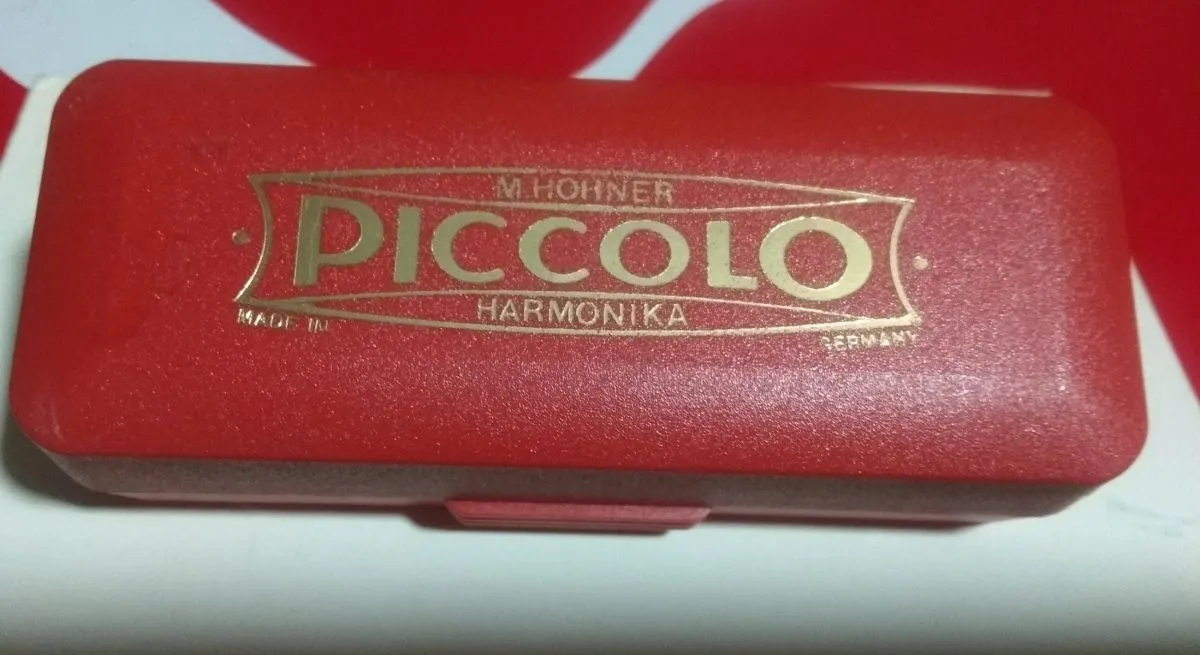 M. HOHNER
PICCOLO
HARMONIKA
MADE IN GERMANY